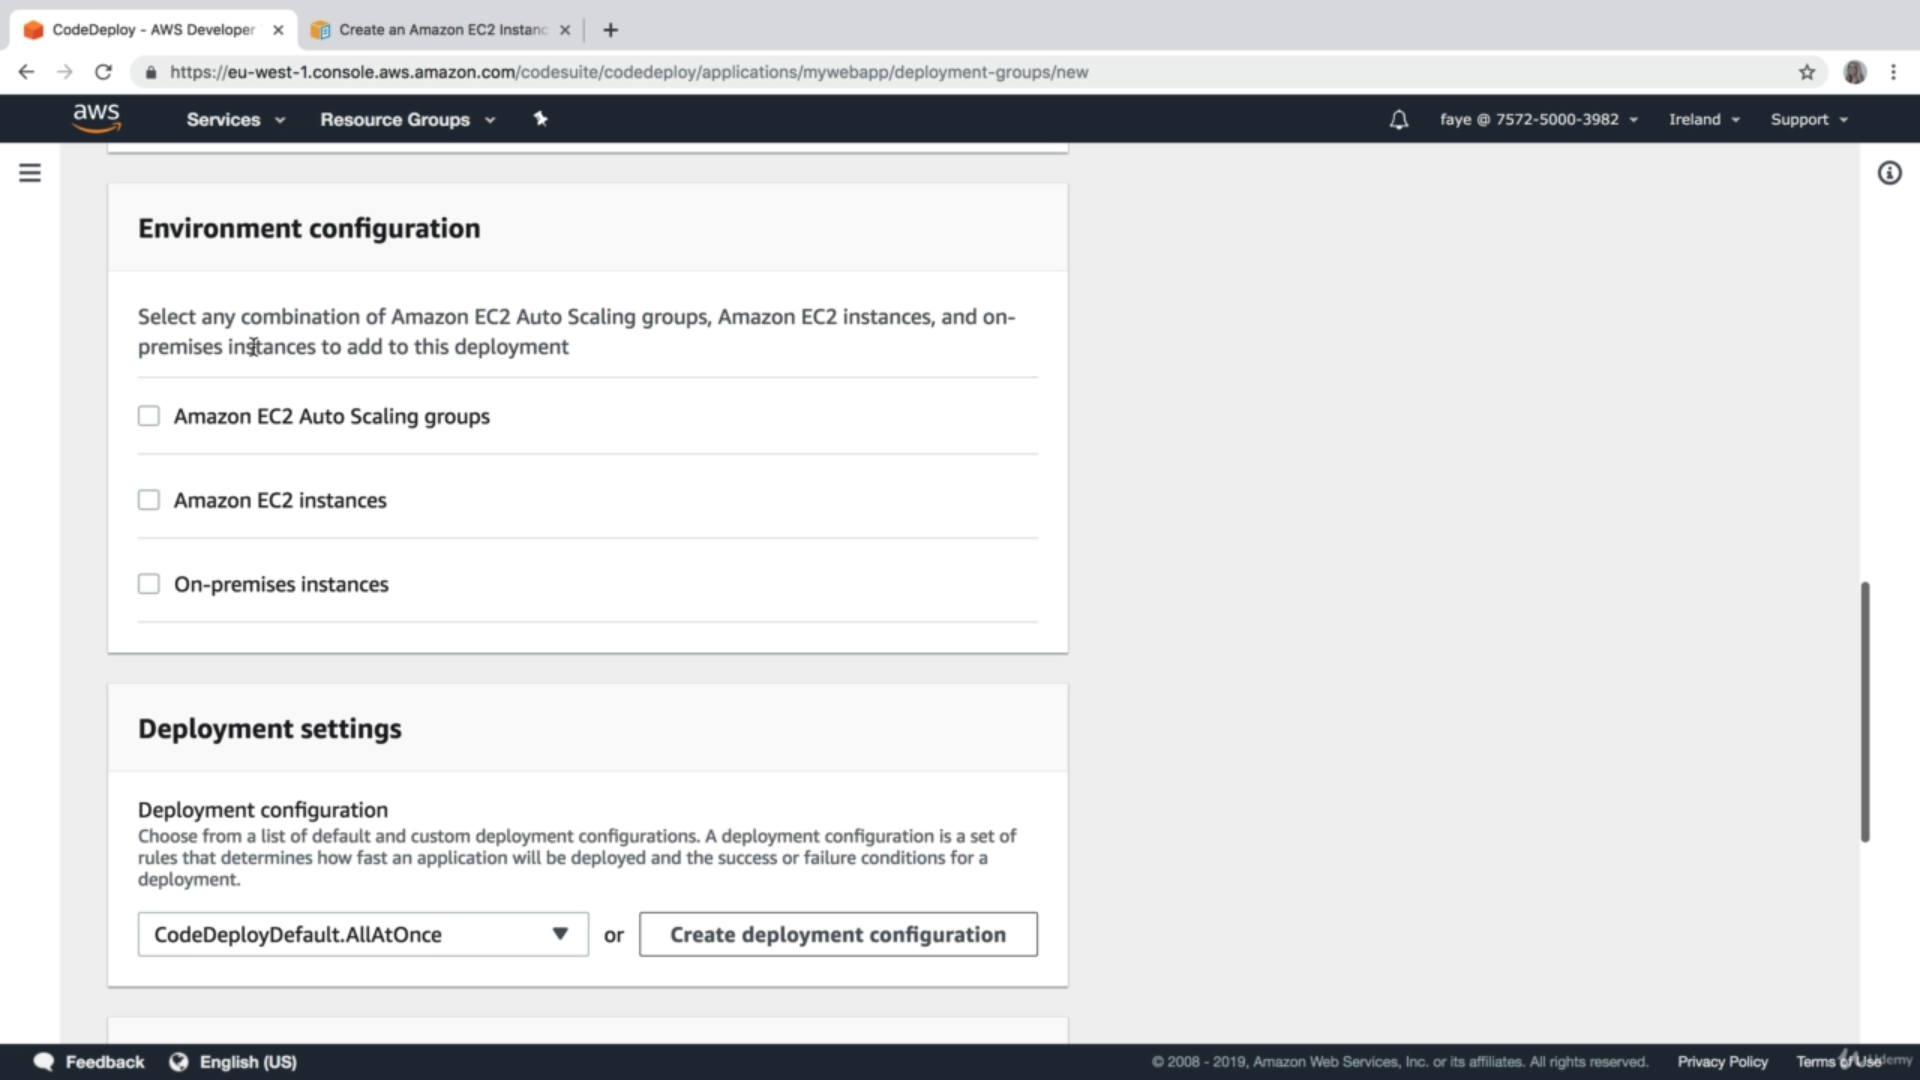 CodeDeploy - AWS Developer
Create an Amazon EC2 Instanc
https://eu-west-1.console.aws.amazon.com/codesuite/codedeploy/applications/mywebapp/deployment-groups/new
aws
Services
Resource Groups
faye @ 7572-5000-3982
Ireland
Support
Environment configuration
Select any combination of Amazon EC2 Auto Scaling groups, Amazon EC2 instances, and on-
premises instances to add to this deployment
Amazon EC2 Auto Scaling groups
Amazon EC2 instances
On-premises instances
Deployment settings
Deployment configuration
Choose from a list of default and custom deployment configurations. A deployment configuration is a set of
rules that determines how fast an application will be deployed and the success or failure conditions for a
deployment.
CodeDeployDefault.AllAtOnce
or
Create deployment configuration
Feedback
English (US)
© 2008 - 2019, Amazon Web Services, Inc. or its affiliates. All rights reserved.
Privacy Policy
Terms of Use